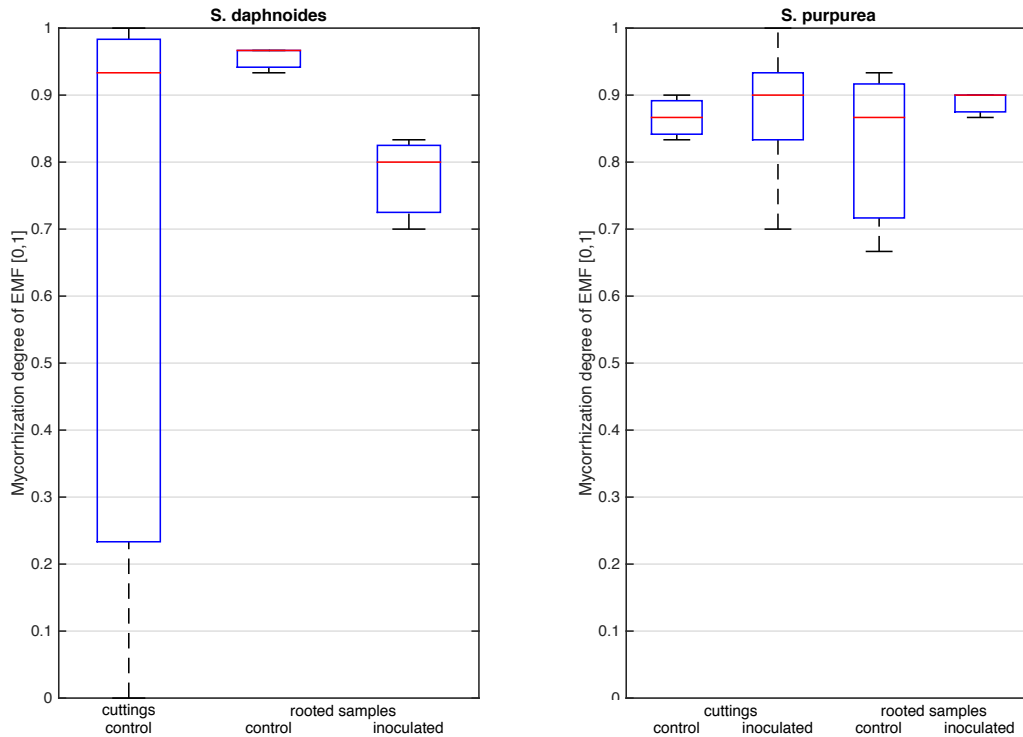 S. daphnoides
Mycorrhization degree of EMF [0,1]
1
0.9
0.8
0.7
0.6
0.5
0.4
0.3
0.2
0.1
0
cuttings rooted samples
control control inoculated
S. purpurea
Mycorrhization degree of EMF [0,1]
1
0.9
0.8
0.7
0.6
0.5
0.4
0.3
0.2
0.1
0
cuttings rooted samples
control inoculated control inoculated